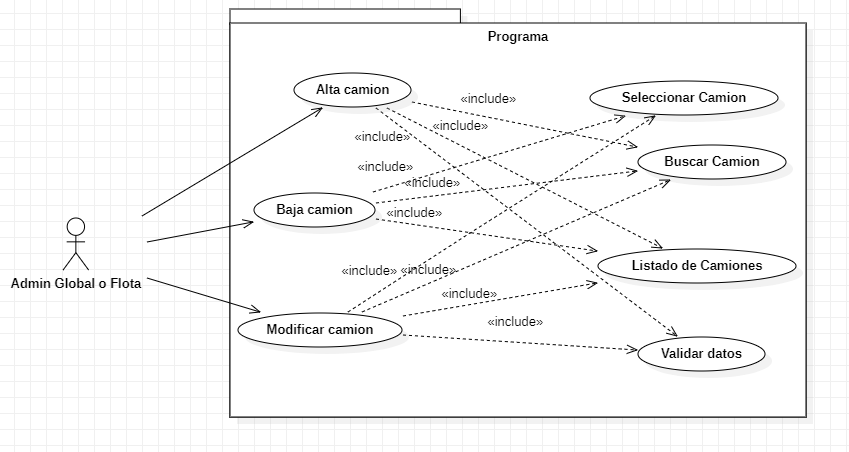 Programa
Alta camion
«include»
Seleccionar Camion
«include»
«include»
Buscar Camion
«include»
«include»
Baja camion
«include»
Listado de Camiones
«include»
«include»
Admin Global o Flota
«include»
Modificar camion
«include»
Validar datos